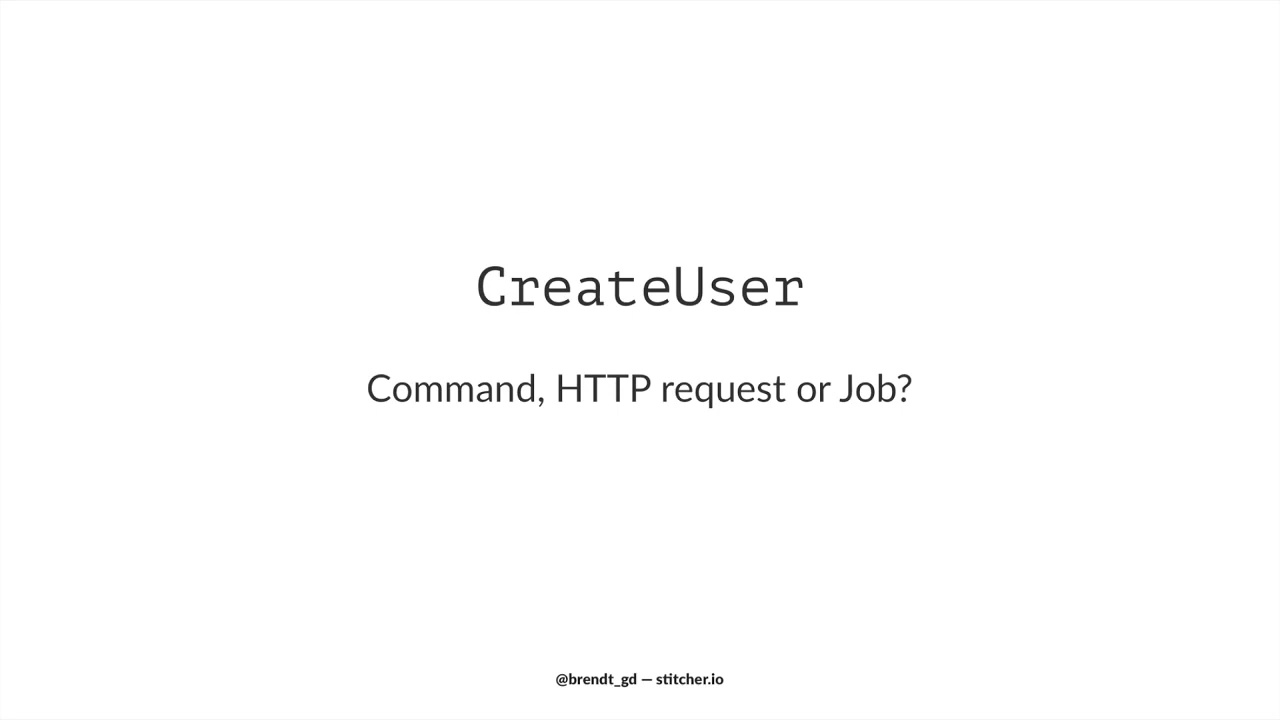 CreateUser
Command, HTTP request or Job?
@brendt_gd — stitcher.io